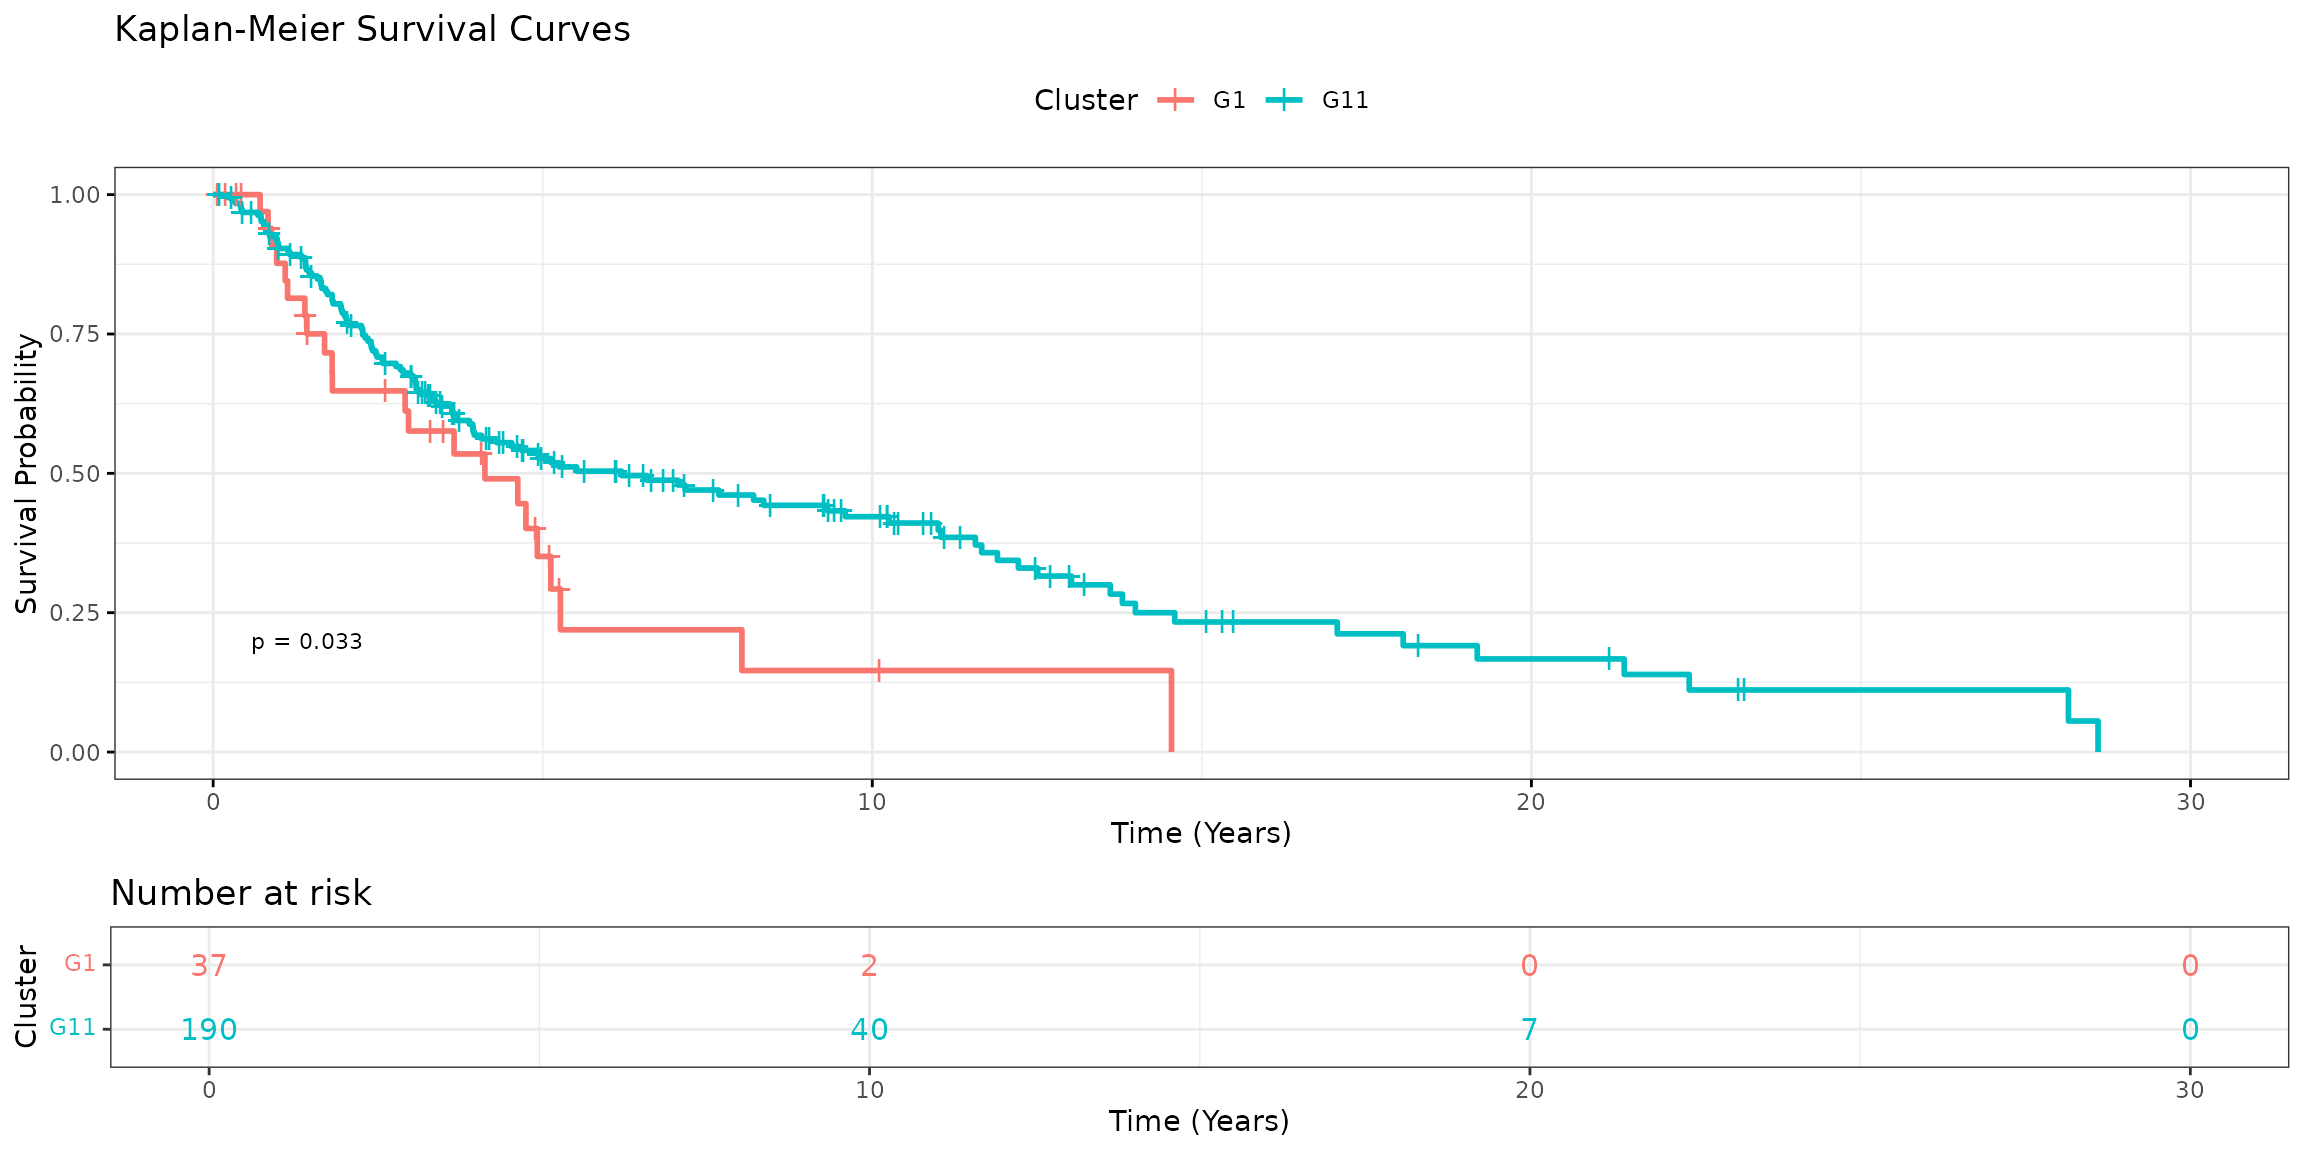 Kaplan-Meier Survival Curves
Cluster G1 G11
Survival Probability
1.00
0.75
0.50
0.25
0.00
p = 0.033
0 10 20 30
Time (Years)
Number at risk
Cluster
G1 37 2 0 0
G11 190 40 7 0
0 10 20 30
Time (Years)